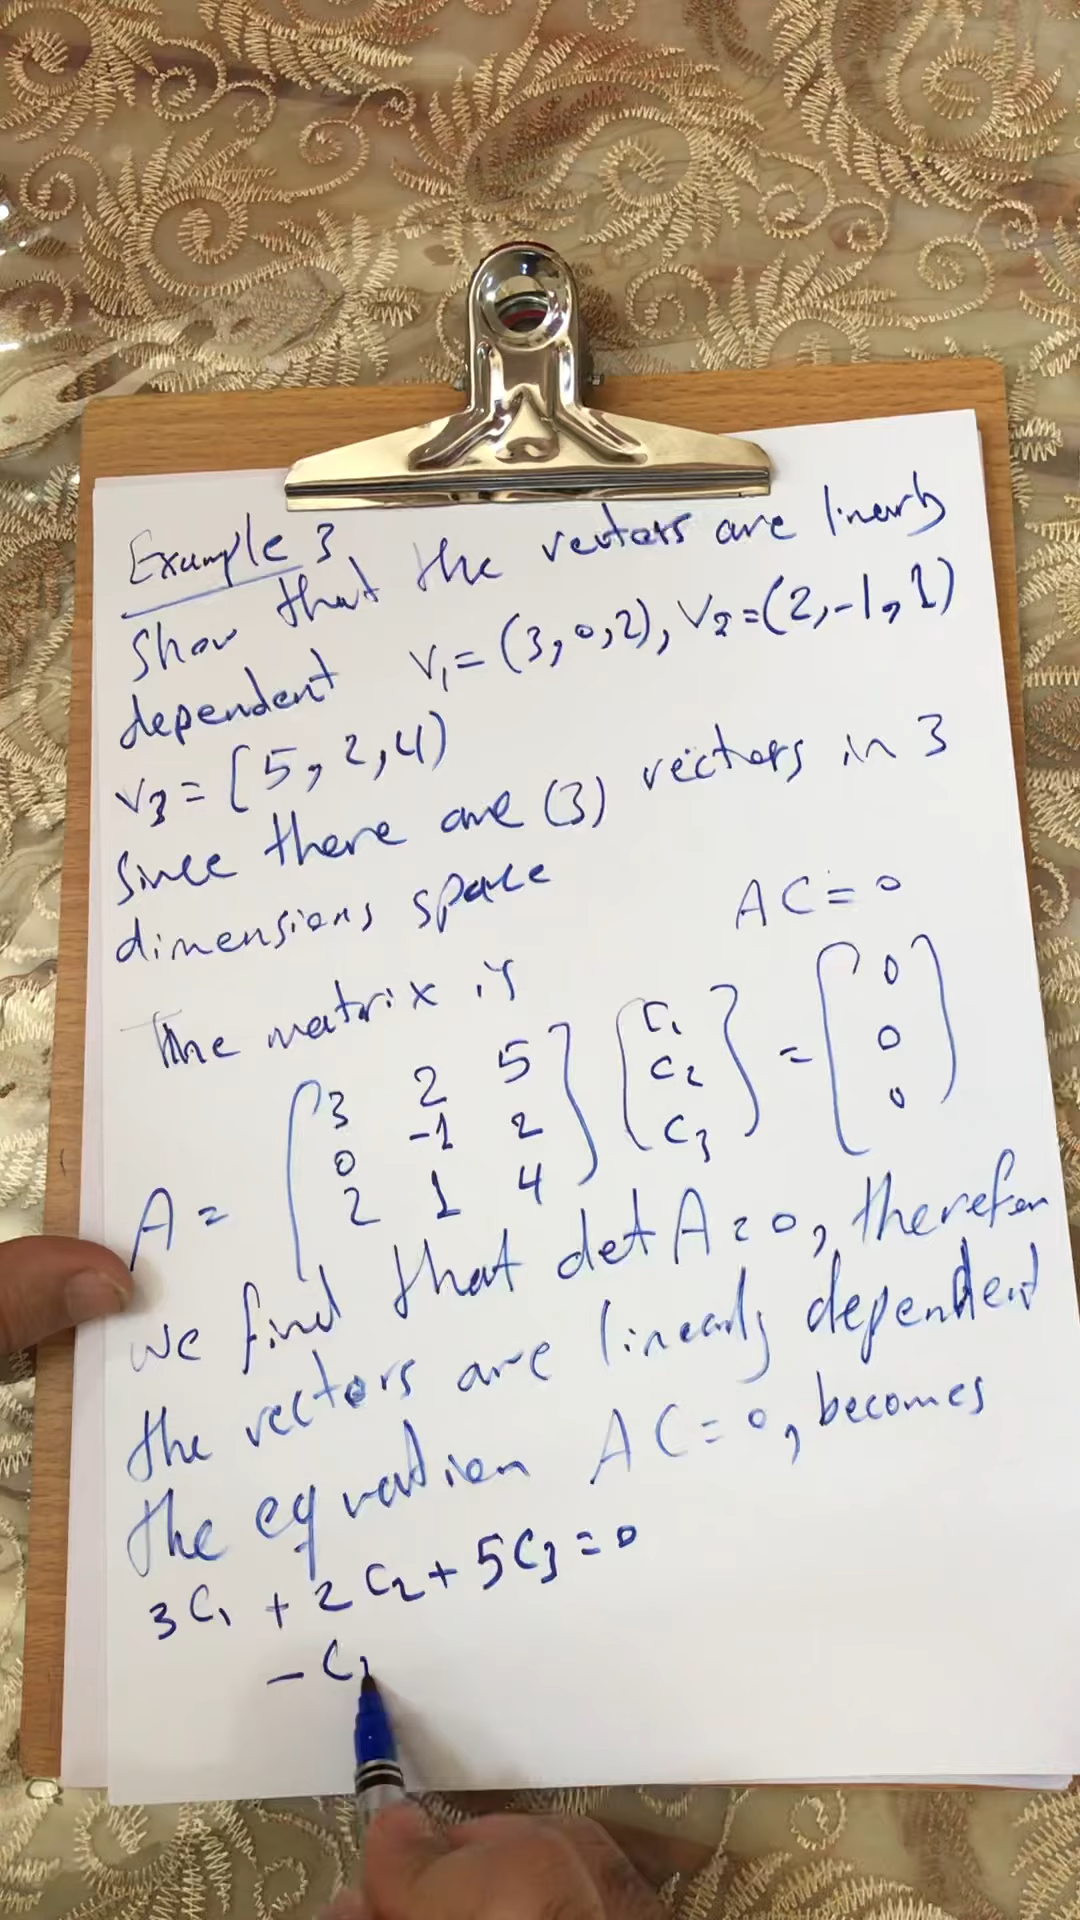 Example 3
Show that the vectors are linearly
dependent v₁ = (3, 0, 2), v₂ = (2, -1, 1)
v₃ = (5, 2, 4)
Since there are (3) vectors in 3
dimensions space
AC = 0
The matrix is
A = [3 2 5] [C₁] = [0]
[0 -1 2] [C₂] [0]
[2 1 4] [C₃] [0]
we find that det A = 0, therefor
the vectors are linearly dependent
the equation AC = 0, becomes
3C₁ + 2C₂ + 5C₃ = 0
- C